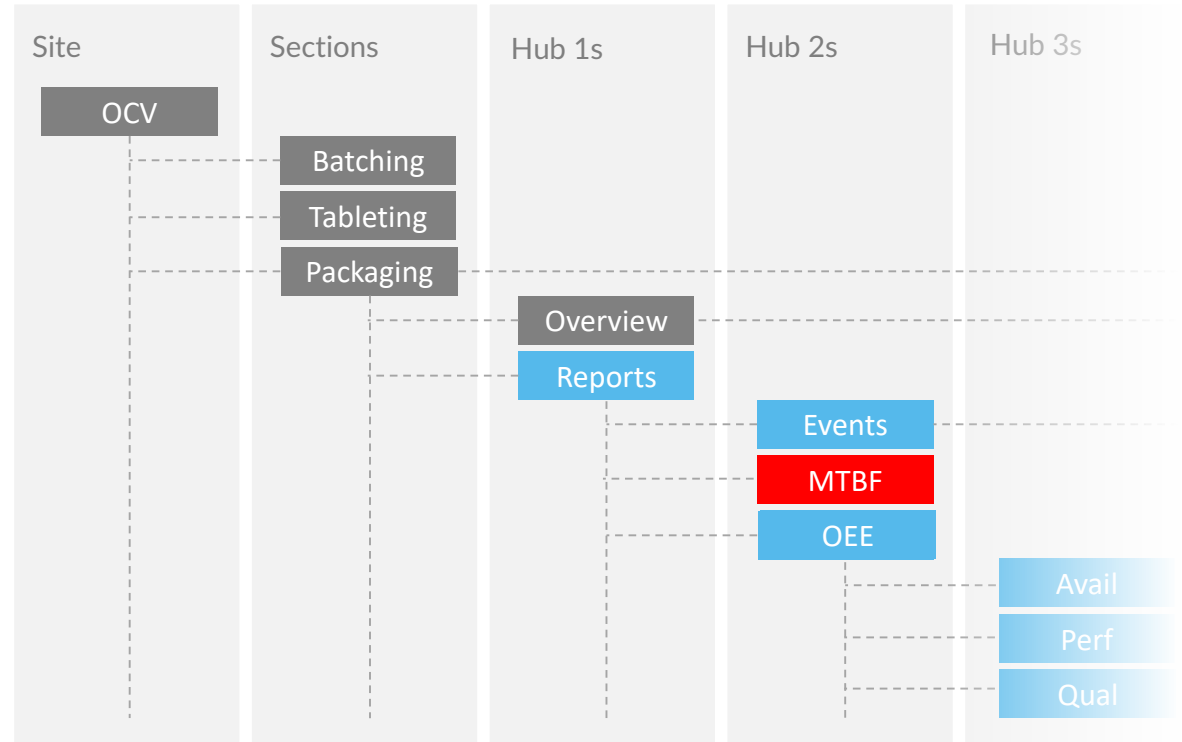 Site
Sections
Hub 1s
Hub 2s
Hub 3s
OCV
Batching
Tableting
Packaging
Overview
Reports
Events
MTBF
OEE
Avail
Perf
Qual